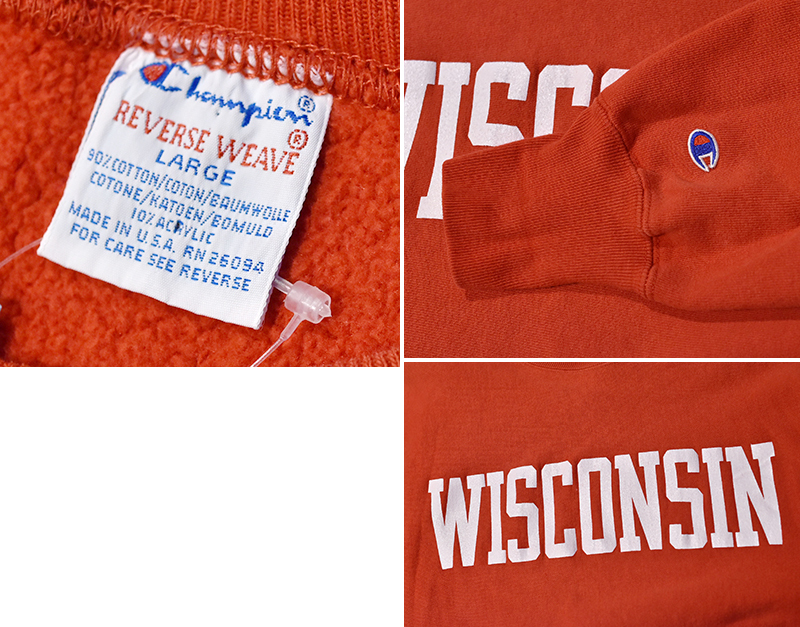 Champion®
REVERSE WEAVE®
LARGE
90% COTTON/COTON/BAUMWOLLE
COTONE/KATOEN/BOMULD
10% ACRYLIC
MADE IN U.S.A. RN 26094
FOR CARE SEE REVERSE
WISCO
WISCONSIN